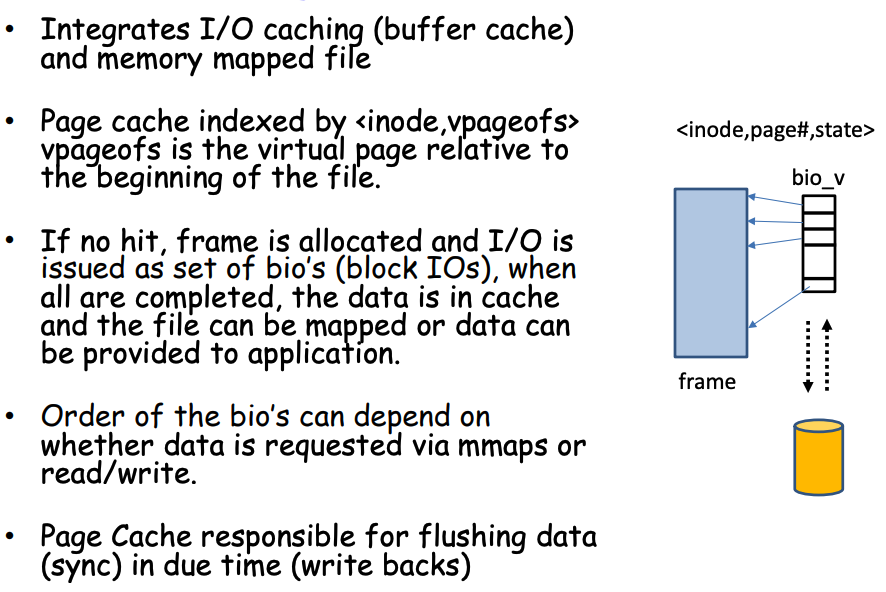 • Integrates I/O caching (buffer cache)
and memory mapped file
• Page cache indexed by <inode,vpageofs>
vpageofs is the virtual page relative to
the beginning of the file.
• If no hit, frame is allocated and I/O is
issued as set of bio's (block IOs), when
all are completed, the data is in cache
and the file can be mapped or data can
be provided to application.
• Order of the bio's can depend on
whether data is requested via mmaps or
read/write.
• Page Cache responsible for flushing data
(sync) in due time (write backs)
<inode,page#,state>
bio_v
frame